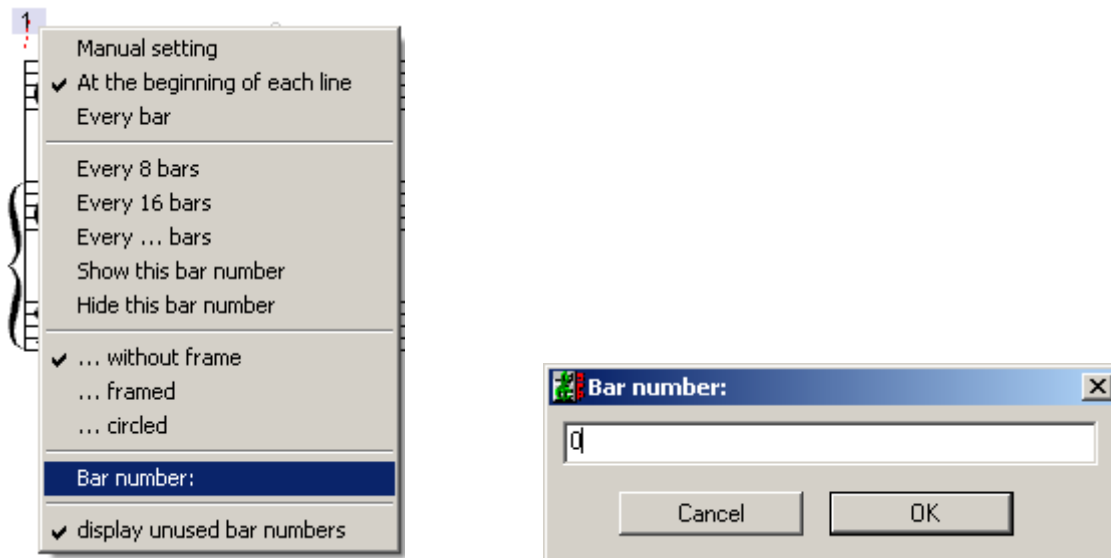 1
Manual setting
At the beginning of each line
Every bar
Every 8 bars
Every 16 bars
Every ... bars
Show this bar number
Hide this bar number
... without frame
... framed
... circled
Bar number:
display unused bar numbers
Bar number:
0
Cancel
OK